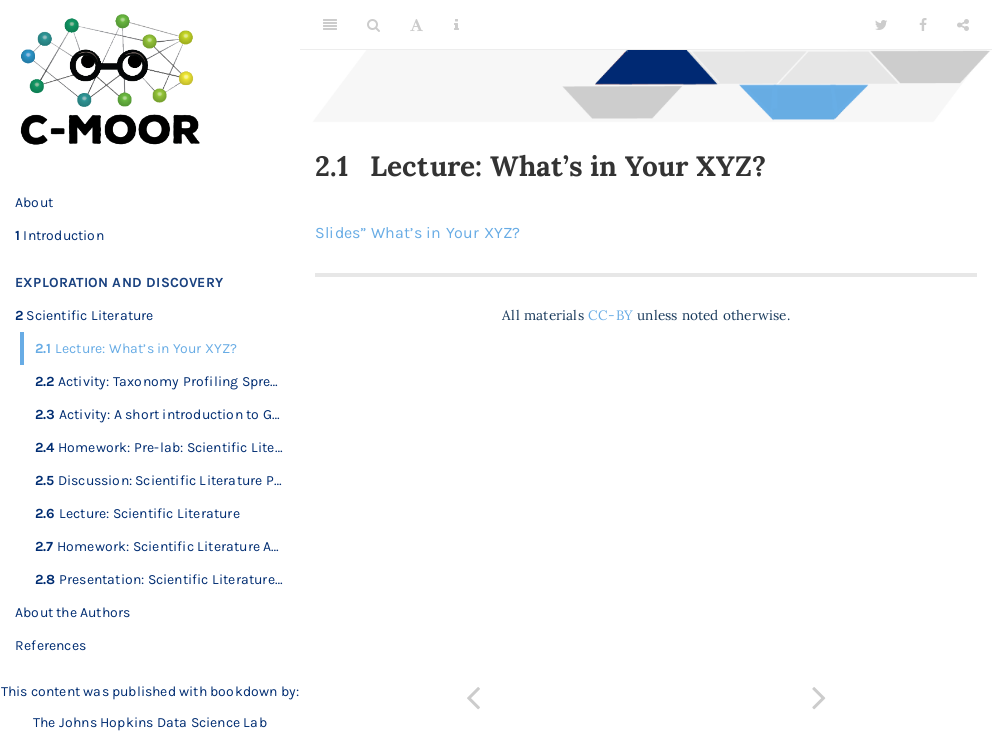 C-MOOR
About
1 Introduction
EXPLORATION AND DISCOVERY
2 Scientific Literature
2.1 Lecture: What's in Your XYZ?
2.2 Activity: Taxonomy Profiling Spre...
2.3 Activity: A short introduction to G...
2.4 Homework: Pre-lab: Scientific Lite...
2.5 Discussion: Scientific Literature P...
2.6 Lecture: Scientific Literature
2.7 Homework: Scientific Literature A...
2.8 Presentation: Scientific Literature...
About the Authors
References
This content was published with bookdown by:
The Johns Hopkins Data Science Lab
2.1 Lecture: What’s in Your XYZ?
Slides” What’s in Your XYZ?
All materials CC-BY unless noted otherwise.